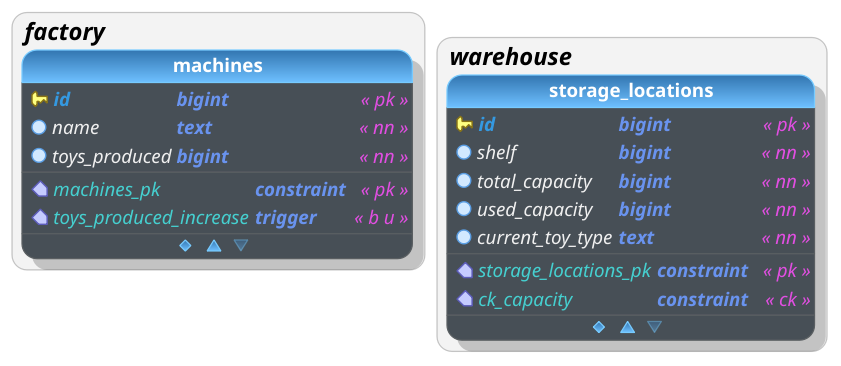 factory
machines
id bigint « pk »
name text « nn »
toys_produced bigint « nn »
machines_pk constraint « pk »
toys_produced_increase trigger « b u »
warehouse
storage_locations
id bigint « pk »
shelf bigint « nn »
total_capacity bigint « nn »
used_capacity bigint « nn »
current_toy_type text « nn »
storage_locations_pk constraint « pk »
ck_capacity constraint « ck »